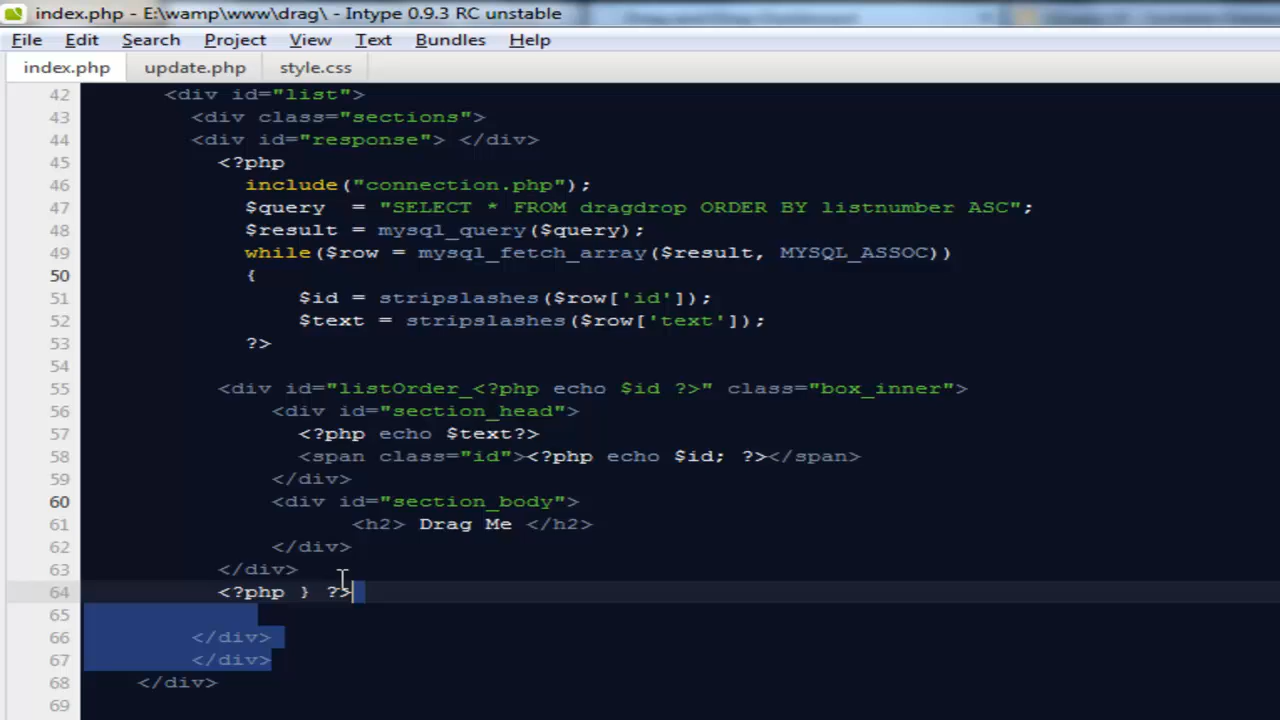 index.php - E:\wamp\www\drag\ - Intype 0.9.3 RC unstable
File Edit Search Project View Text Bundles Help
index.php update.php style.css
42 <div id="list">
43 <div class="sections">
44 <div id="response"> </div>
45 <?php
46 include("connection.php");
47 $query = "SELECT * FROM dragdrop ORDER BY listnumber ASC";
48 $result = mysql_query($query);
49 while($row = mysql_fetch_array($result, MYSQL_ASSOC))
50 {
51 $id = stripslashes($row['id']);
52 $text = stripslashes($row['text']);
53 ?>
54
55 <div id="listOrder_<?php echo $id ?>" class="box_inner">
56 <div id="section_head">
57 <?php echo $text?>
58 <span class="id"><?php echo $id; ?></span>
59 </div>
60 <div id="section_body">
61 <h2> Drag Me </h2>
62 </div>
63 </div>
64 <?php } ?>
65
66 </div>
67 </div>
68 </div>
69